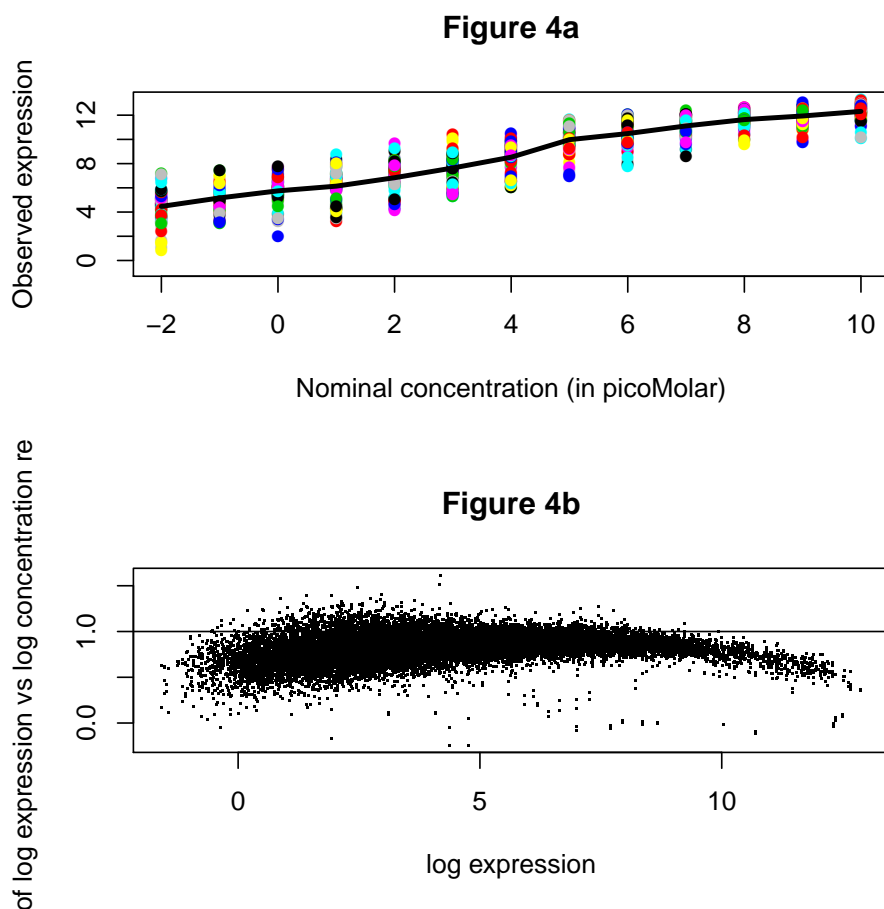 Figure 4a
Observed expression
12
8
4
0
−2 0 2 4 6 8 10
Nominal concentration (in picoMolar)
Figure 4b
of log expression vs log concentration re
1.0
0.0
0 5 10
log expression